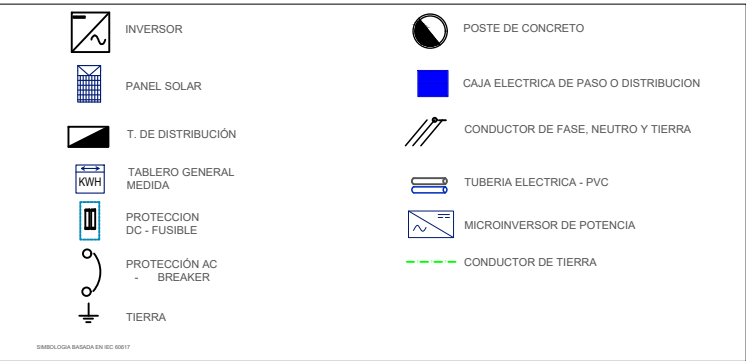 INVERSOR
PANEL SOLAR
T. DE DISTRIBUCIÓN
KWH
TABLERO GENERAL
MEDIDA
PROTECCION
DC - FUSIBLE
PROTECCIÓN AC
- BREAKER
TIERRA
SIMBOLOGIA BASADA EN IEC 60617
POSTE DE CONCRETO
CAJA ELECTRICA DE PASO O DISTRIBUCION
CONDUCTOR DE FASE, NEUTRO Y TIERRA
TUBERIA ELECTRICA - PVC
MICROINVERSOR DE POTENCIA
CONDUCTOR DE TIERRA